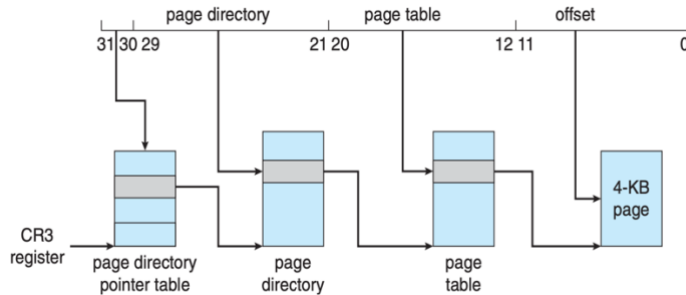 page directory page table offset
31 30 29 21 20 12 11 0
4-KB
page
CR3
register
page directory
pointer table
page
directory
page
table